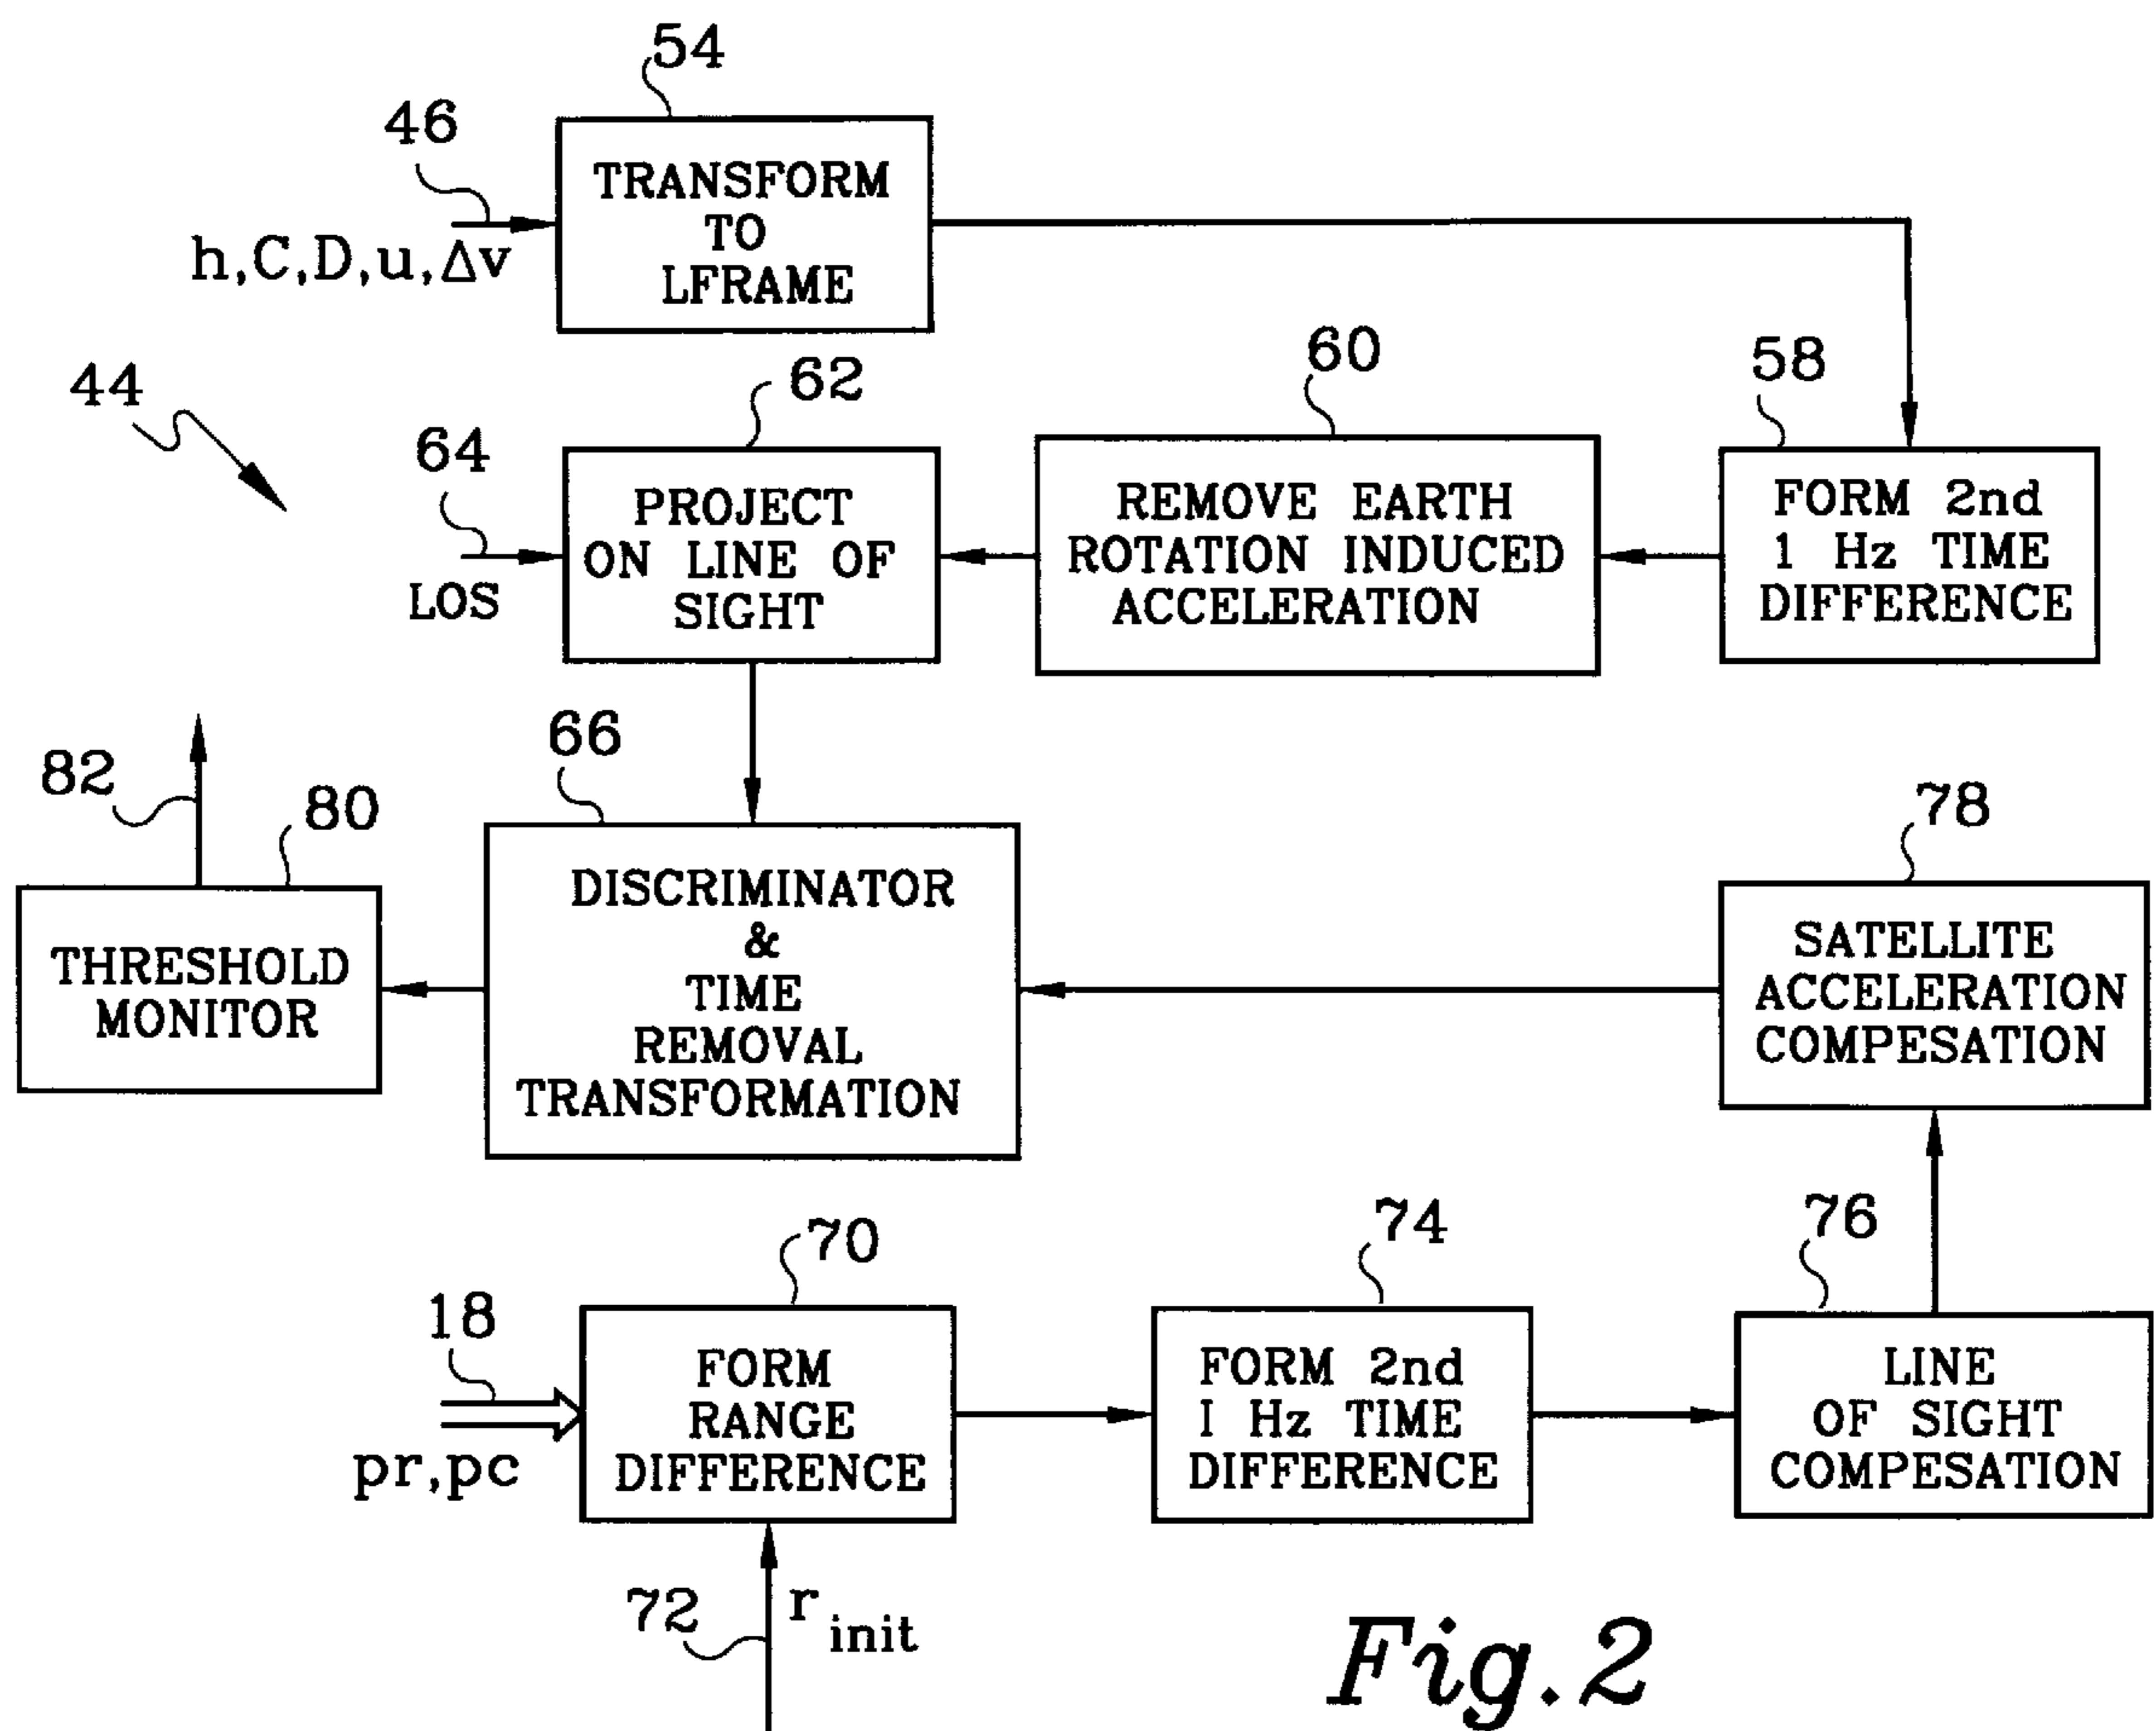 54
46
TRANSFORM
TO
LFRAME
h,C,D,u,Δv
44
62
60
58
64
PROJECT
ON LINE OF
SIGHT
LOS
REMOVE EARTH
ROTATION INDUCED
ACCELERATION
FORM 2nd
1 Hz TIME
DIFFERENCE
82
80
66
78
THRESHOLD
MONITOR
DISCRIMINATOR
&
TIME
REMOVAL
TRANSFORMATION
SATELLITE
ACCELERATION
COMPESATION
70
74
76
18
pr,pc
FORM
RANGE
DIFFERENCE
FORM 2nd
1 Hz TIME
DIFFERENCE
LINE
OF SIGHT
COMPESATION
72
r init
Fig.2